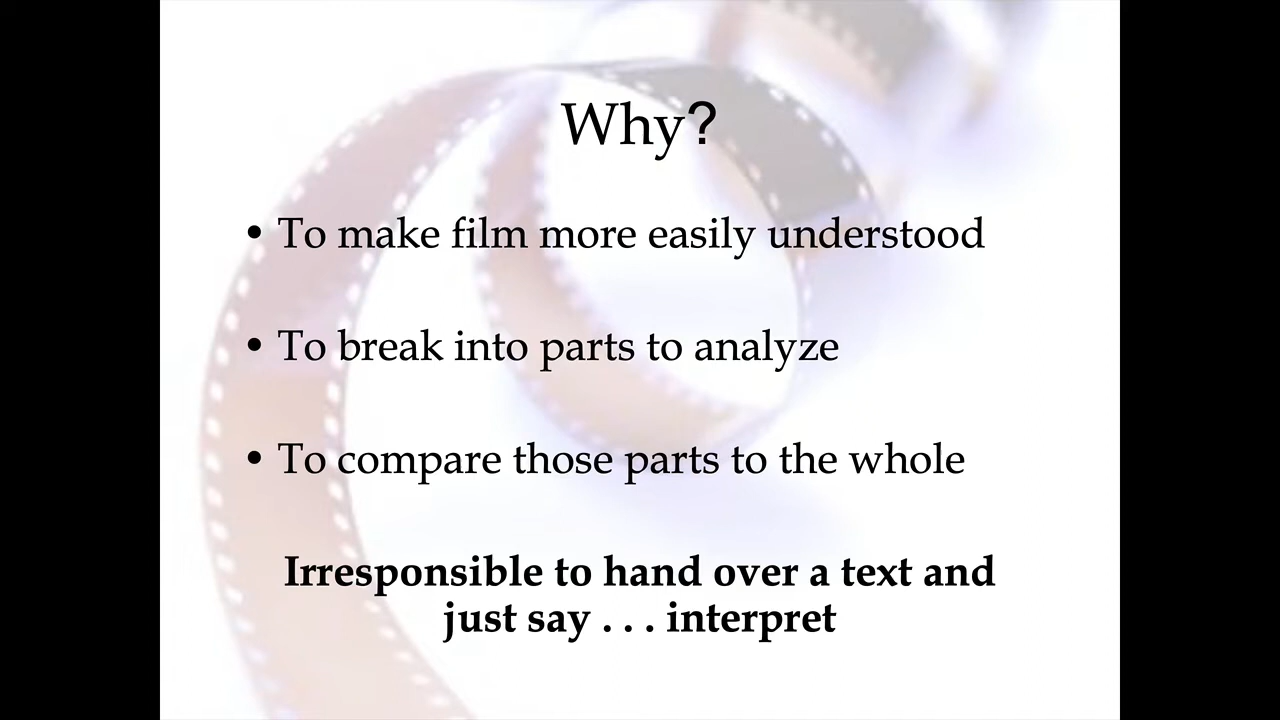 Why?
• To make film more easily understood
• To break into parts to analyze
• To compare those parts to the whole
Irresponsible to hand over a text and
just say . . . interpret